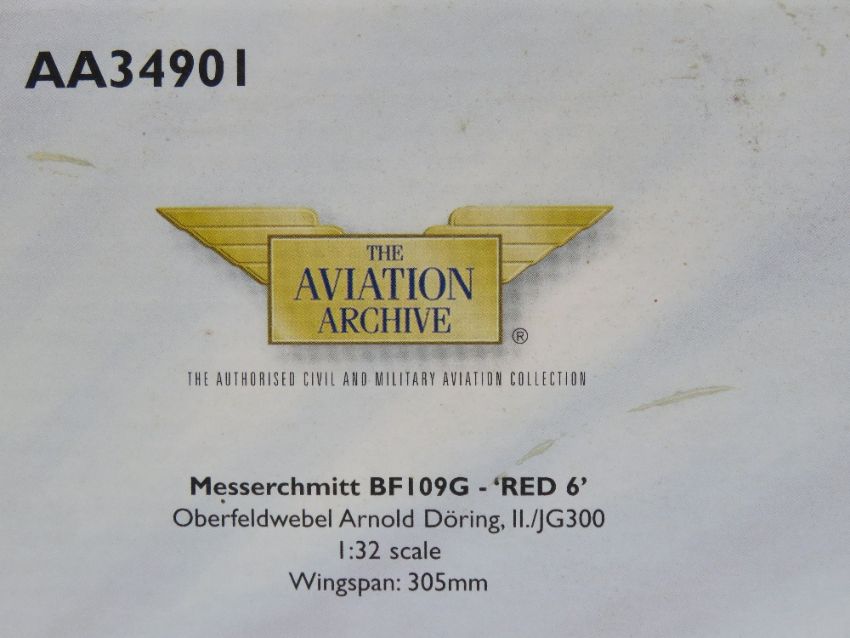 AA34901
THE
AVIATION
ARCHIVE
®
THE AUTHORISED CIVIL AND MILITARY AVIATION COLLECTION
Messerchmitt BF109G - ‘RED 6’
Oberfeldwebel Arnold Döring, II./JG300
1:32 scale
Wingspan: 305mm